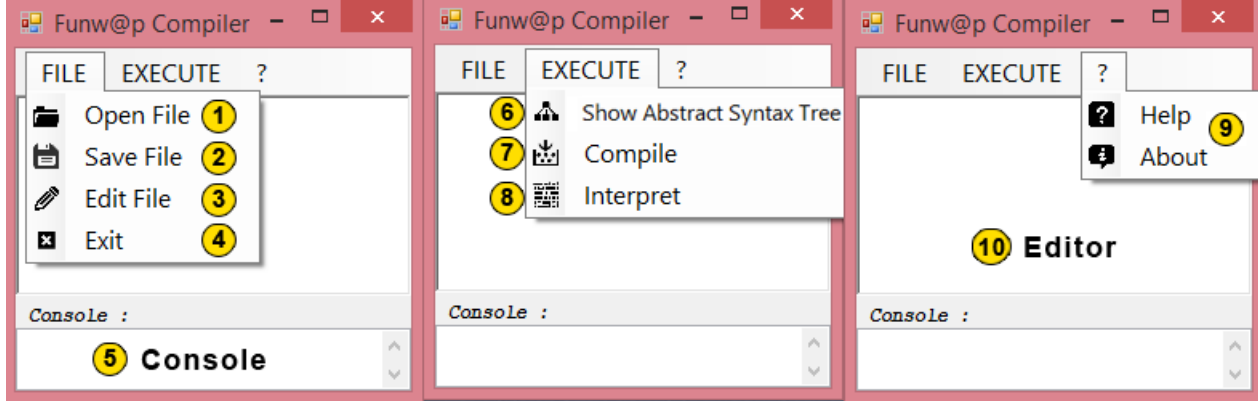 Funw@p Compiler
FILE EXECUTE ?
Open File 1
Save File 2
Edit File 3
Exit 4
Console :
5 Console
Funw@p Compiler
FILE EXECUTE ?
6 Show Abstract Syntax Tree
7 Compile
8 Interpret
Console :
Funw@p Compiler
FILE EXECUTE ?
Help
9
About
10 Editor
Console :